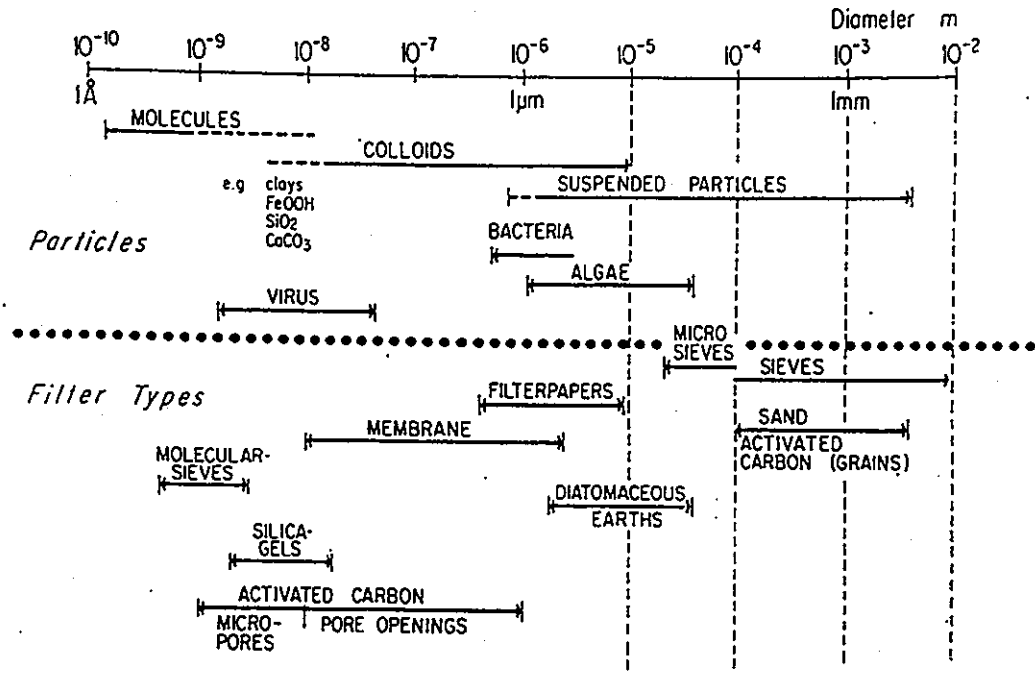 Diameter m
10⁻¹⁰ 10⁻⁹ 10⁻⁸ 10⁻⁷ 10⁻⁶ 10⁻⁵ 10⁻⁴ 10⁻³ 10⁻²
1Å 1μm 1mm
MOLECULES
COLLOIDS
e.g clays
FeOOH
SiO₂
CaCO₃
SUSPENDED PARTICLES
Particles
BACTERIA
ALGAE
VIRUS
MICRO
SIEVES
SIEVES
Filter Types
FILTERPAPERS
MEMBRANE
SAND
ACTIVATED
CARBON (GRAINS)
MOLECULAR-
SIEVES
DIATOMACEOUS
EARTHS
SILICA-
GELS
ACTIVATED CARBON
MICRO-
PORES
PORE OPENINGS